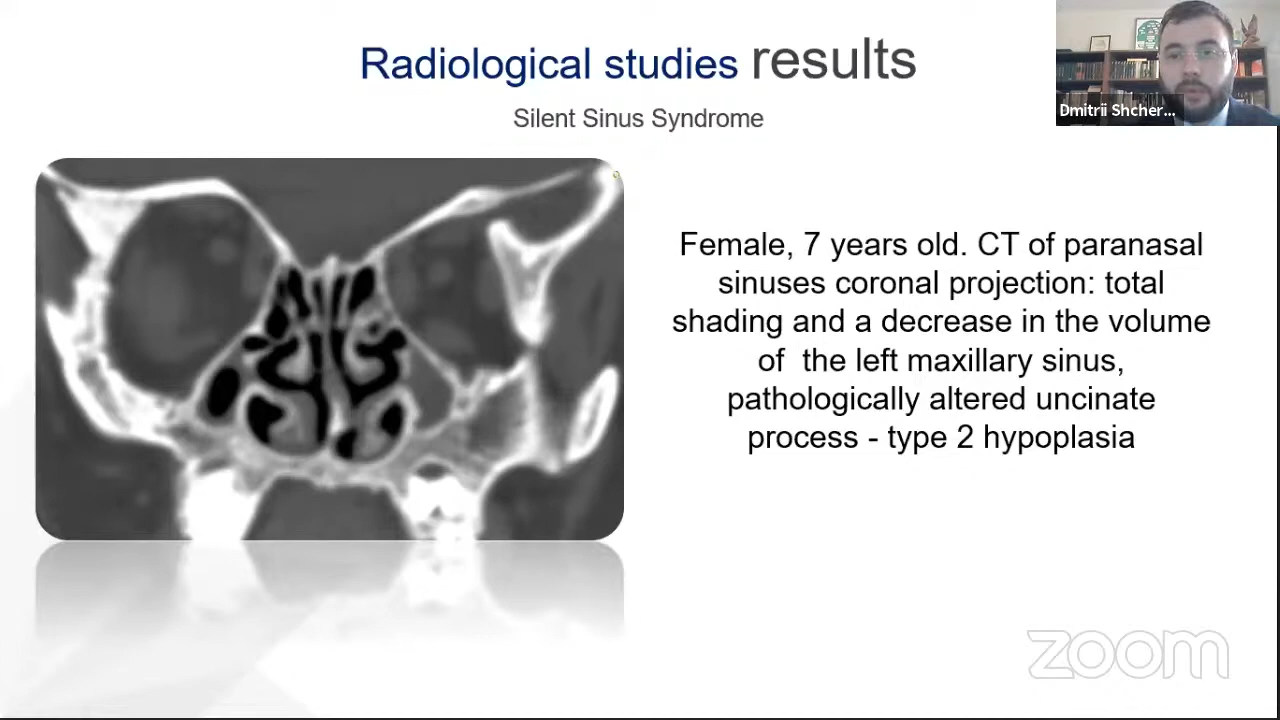 Radiological studies results
Silent Sinus Syndrome
Dmitrii Shcher...
Female, 7 years old. CT of paranasal
sinuses coronal projection: total
shading and a decrease in the volume
of  the left maxillary sinus,
pathologically altered uncinate
process - type 2 hypoplasia
zoom